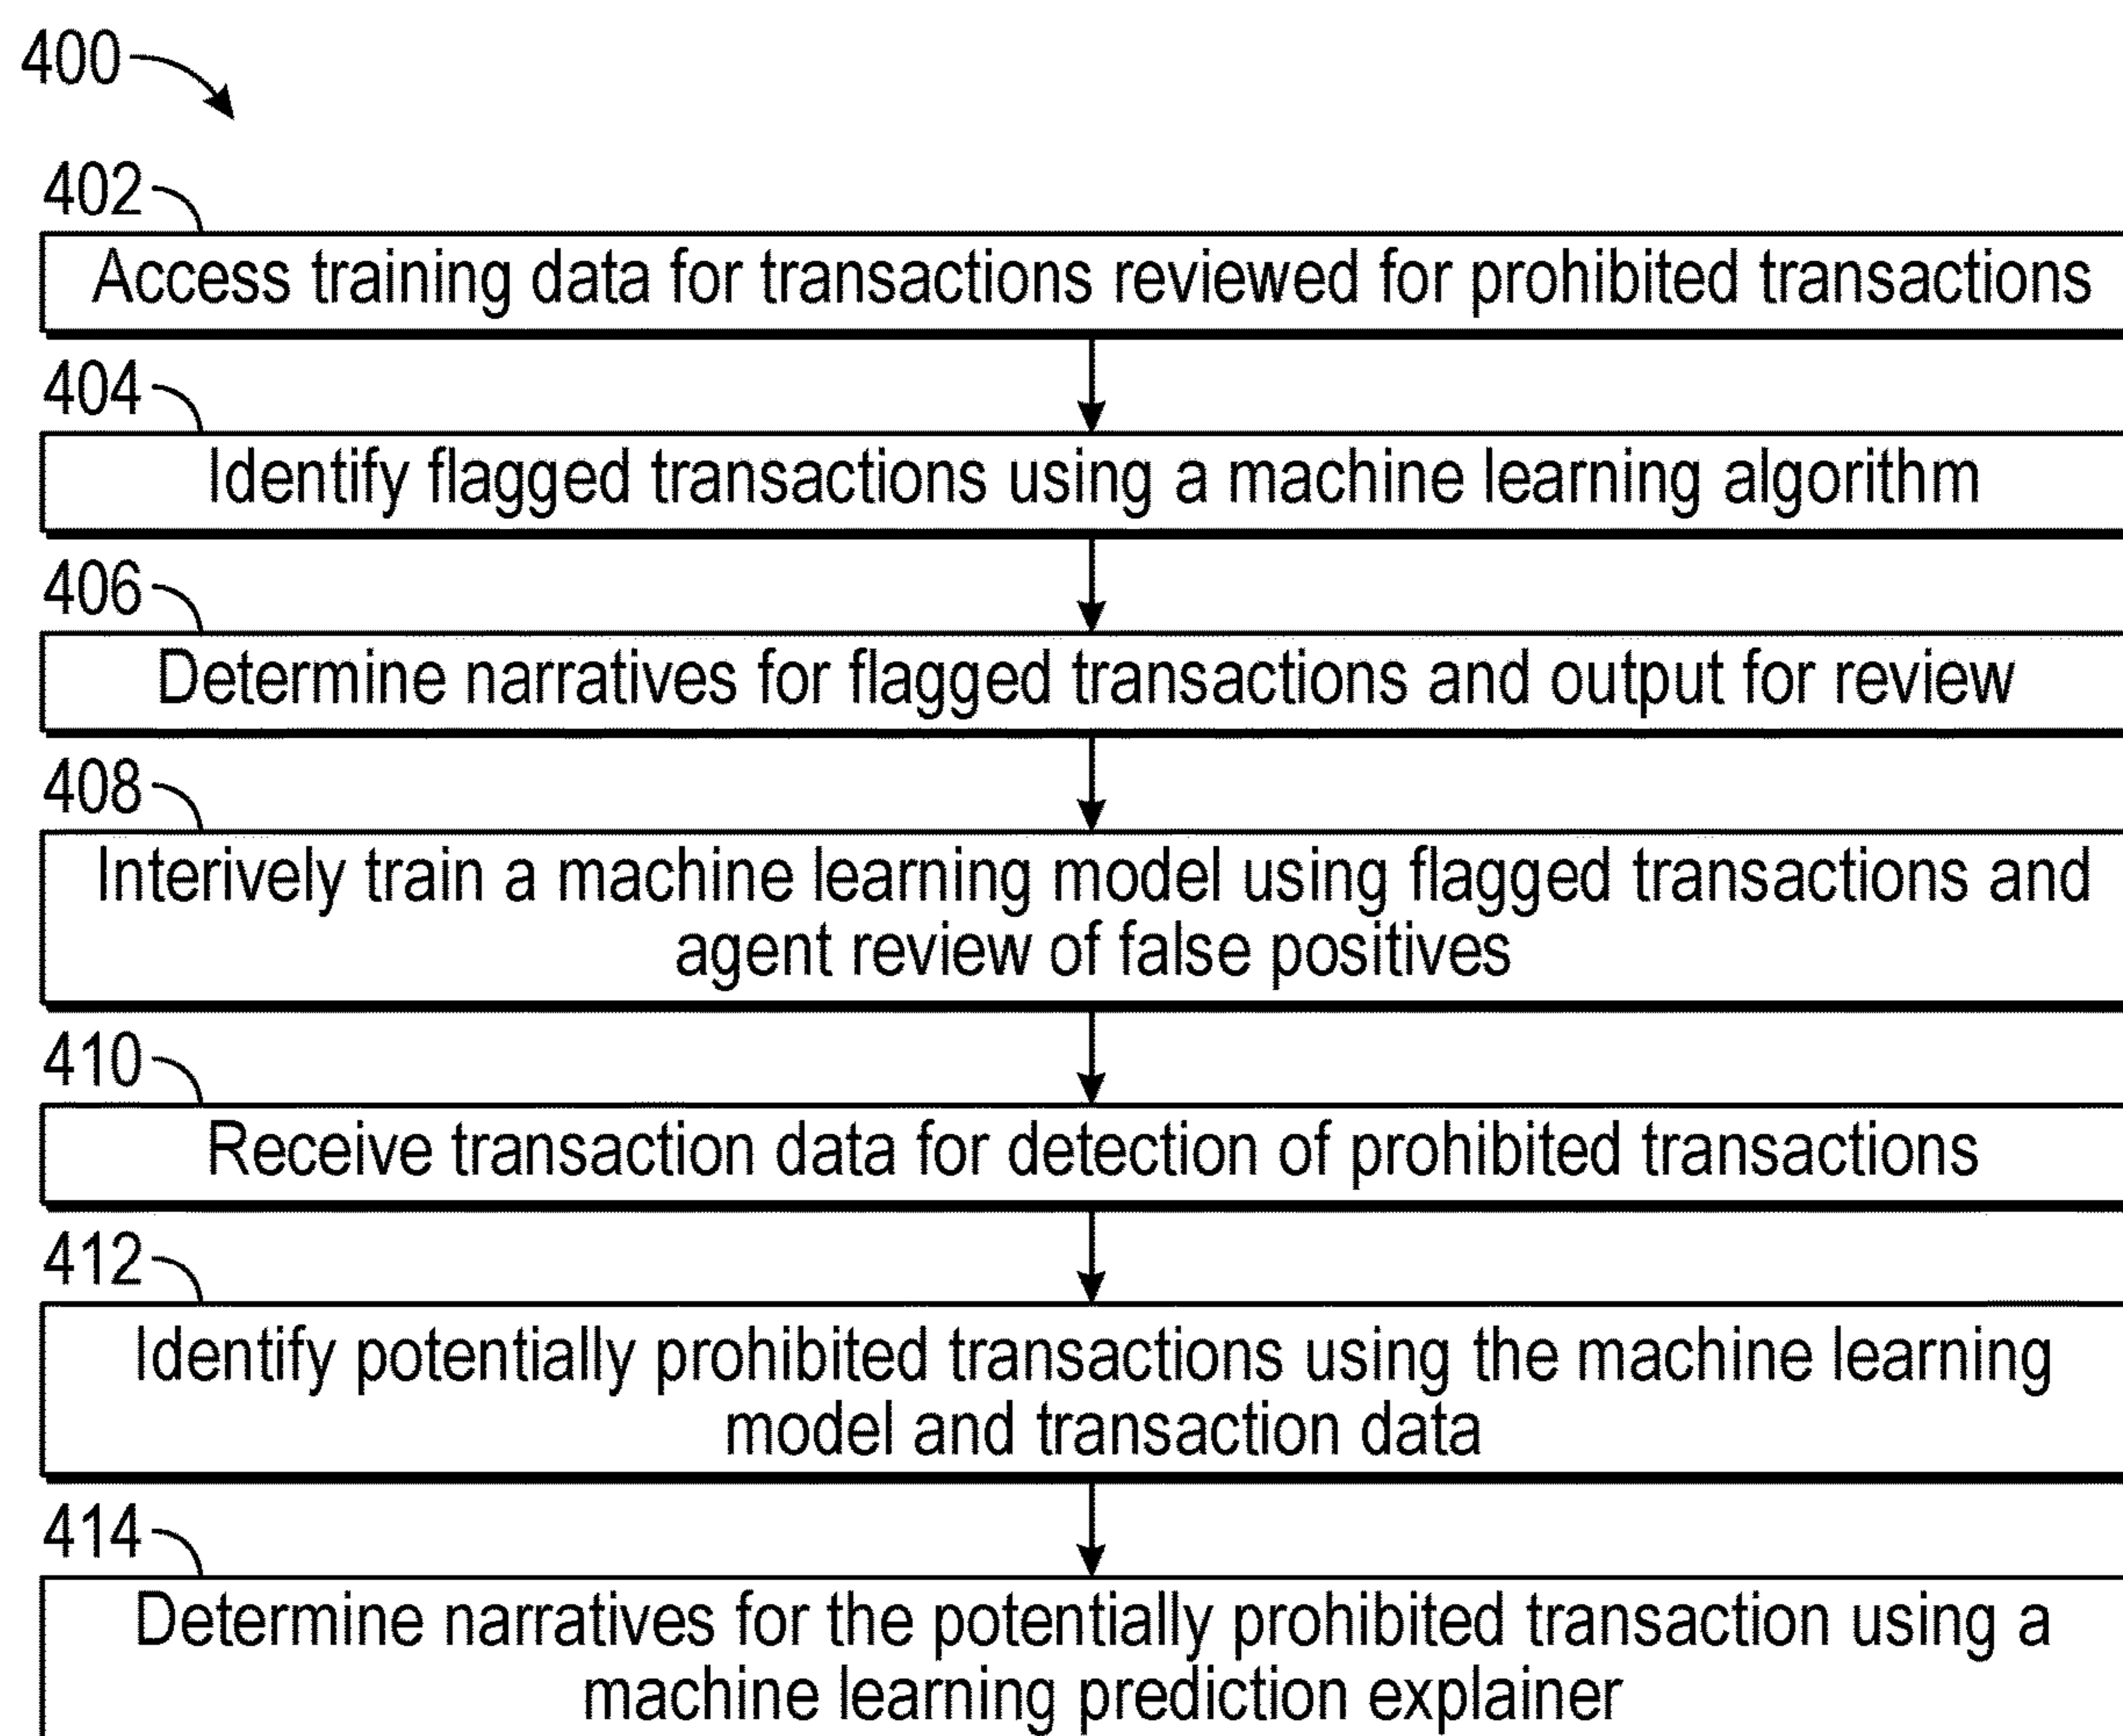 400
402
Access training data for transactions reviewed for prohibited transactions
404
Identify flagged transactions using a machine learning algorithm
406
Determine narratives for flagged transactions and output for review
408
Interively train a machine learning model using flagged transactions and
agent review of false positives
410
Receive transaction data for detection of prohibited transactions
412
Identify potentially prohibited transactions using the machine learning
model and transaction data
414
Determine narratives for the potentially prohibited transaction using a
machine learning prediction explainer